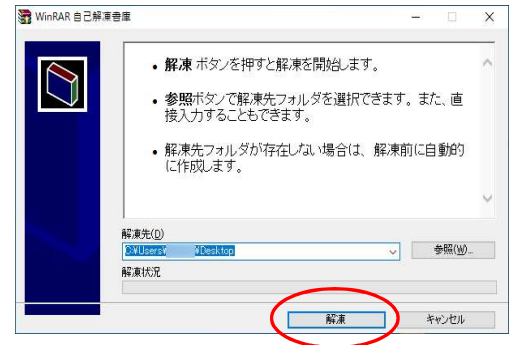 WinRAR 自己解凍書庫
• 解凍 ボタンを押すと解凍を開始します。
• 参照ボタンで解凍先フォルダを選択できます。また、直
接入力することもできます。
• 解凍先フォルダが存在しない場合は、解凍前に自動的
に作成します。
解凍先(D)
C:¥Users¥ ¥Desktop
参照(W)...
解凍状況
解凍
キャンセル